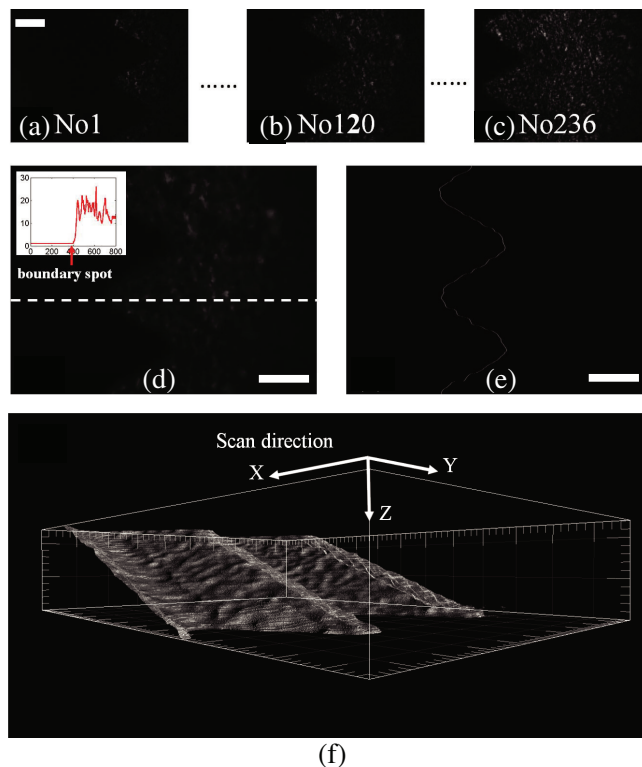 (a) No1
......
(b) No120
......
(c) No236
30
20
10
0
0 200 400 600 800
boundary spot
(d)
(e)
Scan direction
X
Y
Z
(f)